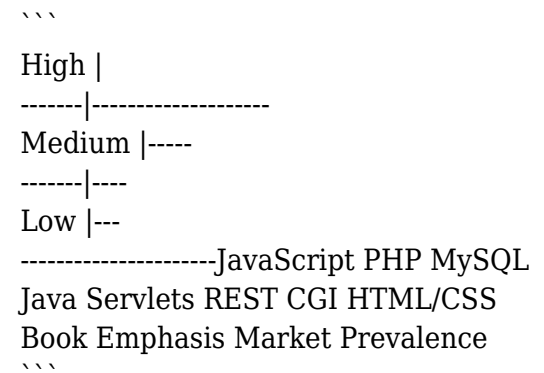 ```
High |
-------|--------------------
Medium |-----
-------|----
Low |---
----------------------JavaScript PHP MySQL
Java Servlets REST CGI HTML/CSS
Book Emphasis Market Prevalence
```